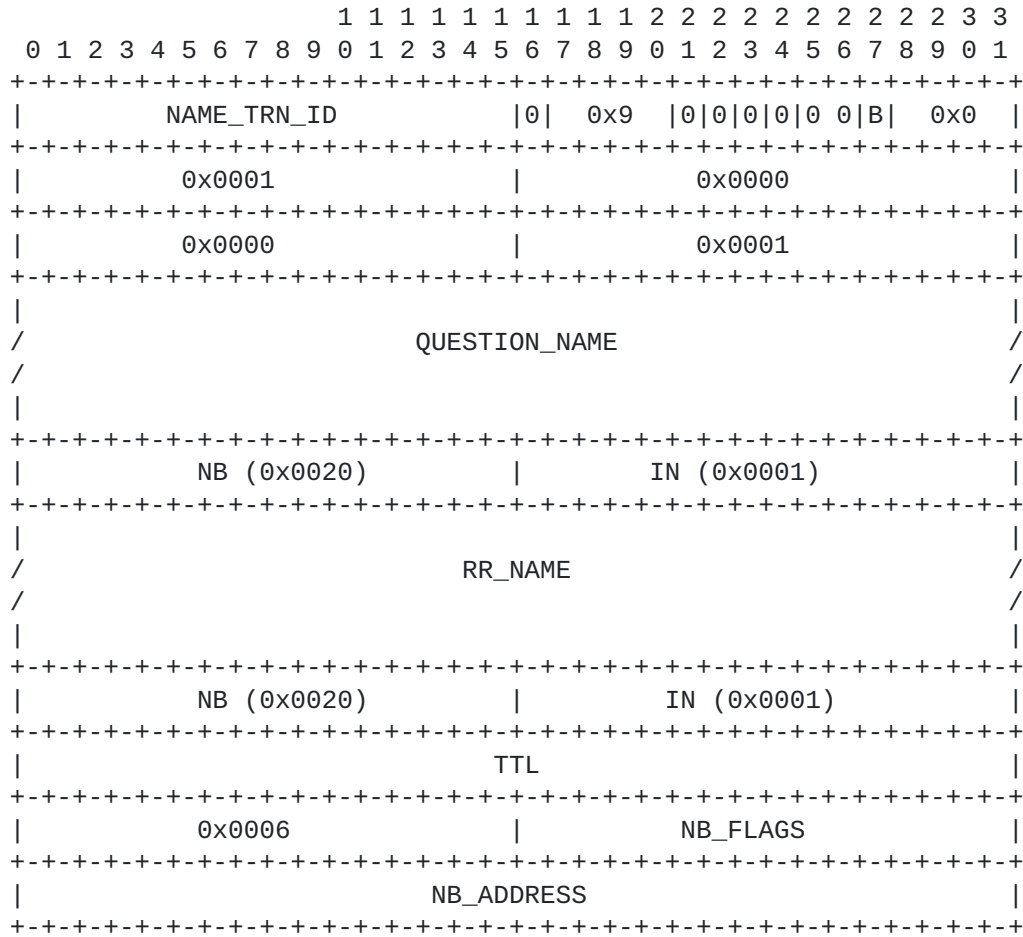 1 1 1 1 1 1 1 1 1 1 2 2 2 2 2 2 2 2 2 2 3 3
 0 1 2 3 4 5 6 7 8 9 0 1 2 3 4 5 6 7 8 9 0 1 2 3 4 5 6 7 8 9 0 1
+-+-+-+-+-+-+-+-+-+-+-+-+-+-+-+-+-+-+-+-+-+-+-+-+-+-+-+-+-+-+-+-+
|         NAME_TRN_ID           |0|  0x9  |0|0|0|0|0 0|B|  0x0  |
+-+-+-+-+-+-+-+-+-+-+-+-+-+-+-+-+-+-+-+-+-+-+-+-+-+-+-+-+-+-+-+-+
|          0x0001               |           0x0000              |
+-+-+-+-+-+-+-+-+-+-+-+-+-+-+-+-+-+-+-+-+-+-+-+-+-+-+-+-+-+-+-+-+
|          0x0000               |           0x0001              |
+-+-+-+-+-+-+-+-+-+-+-+-+-+-+-+-+-+-+-+-+-+-+-+-+-+-+-+-+-+-+-+-+
|                                                               |
/                         QUESTION_NAME                         /
/                                                               /
|                                                               |
+-+-+-+-+-+-+-+-+-+-+-+-+-+-+-+-+-+-+-+-+-+-+-+-+-+-+-+-+-+-+-+-+
|           NB (0x0020)         |        IN (0x0001)            |
+-+-+-+-+-+-+-+-+-+-+-+-+-+-+-+-+-+-+-+-+-+-+-+-+-+-+-+-+-+-+-+-+
|                                                               |
/                            RR_NAME                            /
/                                                               /
|                                                               |
+-+-+-+-+-+-+-+-+-+-+-+-+-+-+-+-+-+-+-+-+-+-+-+-+-+-+-+-+-+-+-+-+
|           NB (0x0020)         |         IN (0x0001)           |
+-+-+-+-+-+-+-+-+-+-+-+-+-+-+-+-+-+-+-+-+-+-+-+-+-+-+-+-+-+-+-+-+
|                              TTL                              |
+-+-+-+-+-+-+-+-+-+-+-+-+-+-+-+-+-+-+-+-+-+-+-+-+-+-+-+-+-+-+-+-+
|           0x0006              |          NB_FLAGS             |
+-+-+-+-+-+-+-+-+-+-+-+-+-+-+-+-+-+-+-+-+-+-+-+-+-+-+-+-+-+-+-+-+
|                          NB_ADDRESS                           |
+-+-+-+-+-+-+-+-+-+-+-+-+-+-+-+-+-+-+-+-+-+-+-+-+-+-+-+-+-+-+-+-+